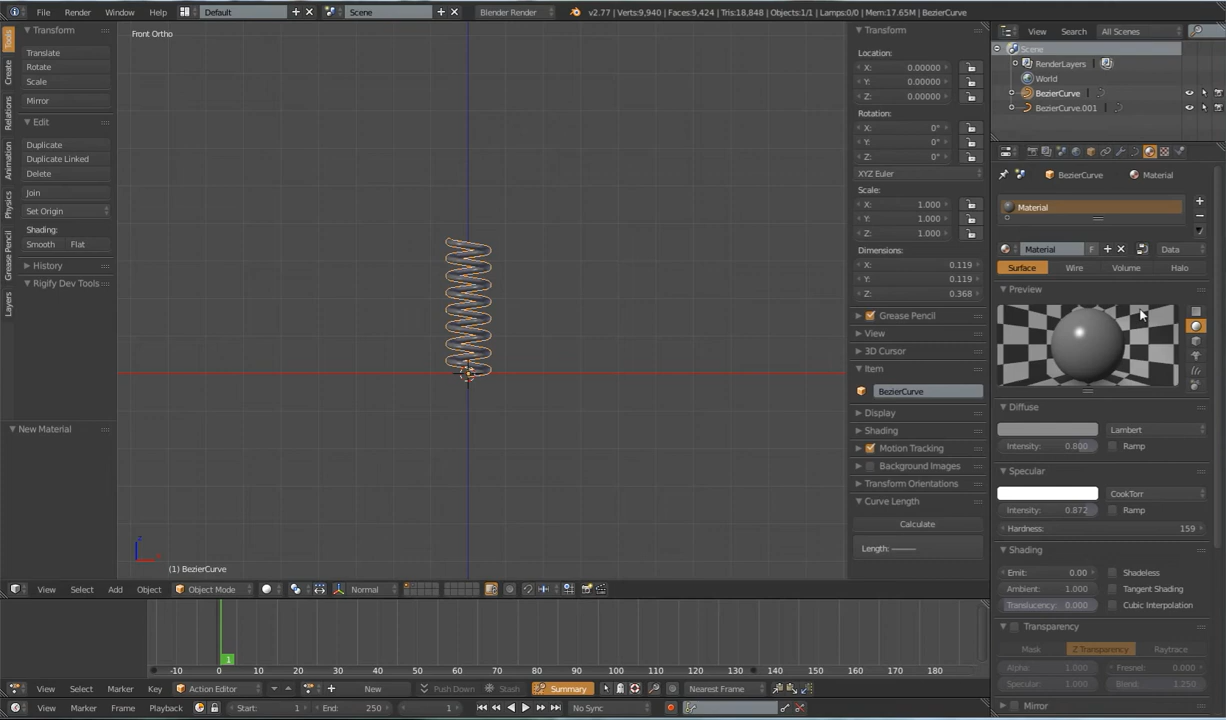 File Render Window Help Default Scene Blender Render v2.77 | Verts:9,940 | Faces:9,424 | Tris:18,848 | Objects:1/1 | Lamps:0/0 | Mem:17.65M | BezierCurve
Tools
Create
Relations
Animation
Physics
Grease Pencil
Layers
Transform
Translate
Rotate
Scale
Mirror
Edit
Duplicate
Duplicate Linked
Delete
Join
Set Origin
Shading:
Smooth Flat
History
Rigify Dev Tools
New Material
Front Ortho
(1) BezierCurve
Transform
Location:
X: 0.00000
Y: 0.00000
Z: 0.00000
Rotation:
X: 0°
Y: 0°
Z: 0°
XYZ Euler
Scale:
X: 1.000
Y: 1.000
Z: 1.000
Dimensions:
X: 0.119
Y: 0.119
Z: 0.368
Grease Pencil
View
3D Cursor
Item
BezierCurve
Display
Shading
Motion Tracking
Background Images
Transform Orientations
Curve Length
Calculate
Length: ———
View Search All Scenes
Scene
RenderLayers
World
BezierCurve
BezierCurve.001
BezierCurve Material
Material
Material F Data
Surface Wire Volume Halo
Preview
Diffuse
Lambert
Intensity: 0.800 Ramp
Specular
CookTorr
Intensity: 0.872 Ramp
Hardness: 159
Shading
Emit: 0.00 Shadeless
Ambient: 1.000 Tangent Shading
Translucency: 0.000 Cubic Interpolation
Transparency
Mask Z Transparency Raytrace
Alpha: 1.000 Fresnel: 0.000
Specular: 1.000 Blend: 1.250
Mirror
View Select Add Object Object Mode Normal
z
x
1
-10 0 10 20 30 40 50 60 70 80 90 100 110 120 130 140 150 160 170 180
View Select Marker Key Action Editor New Push Down Stash Summary Nearest Frame
View Marker Frame Playback Start: 1 End: 250 1 No Sync